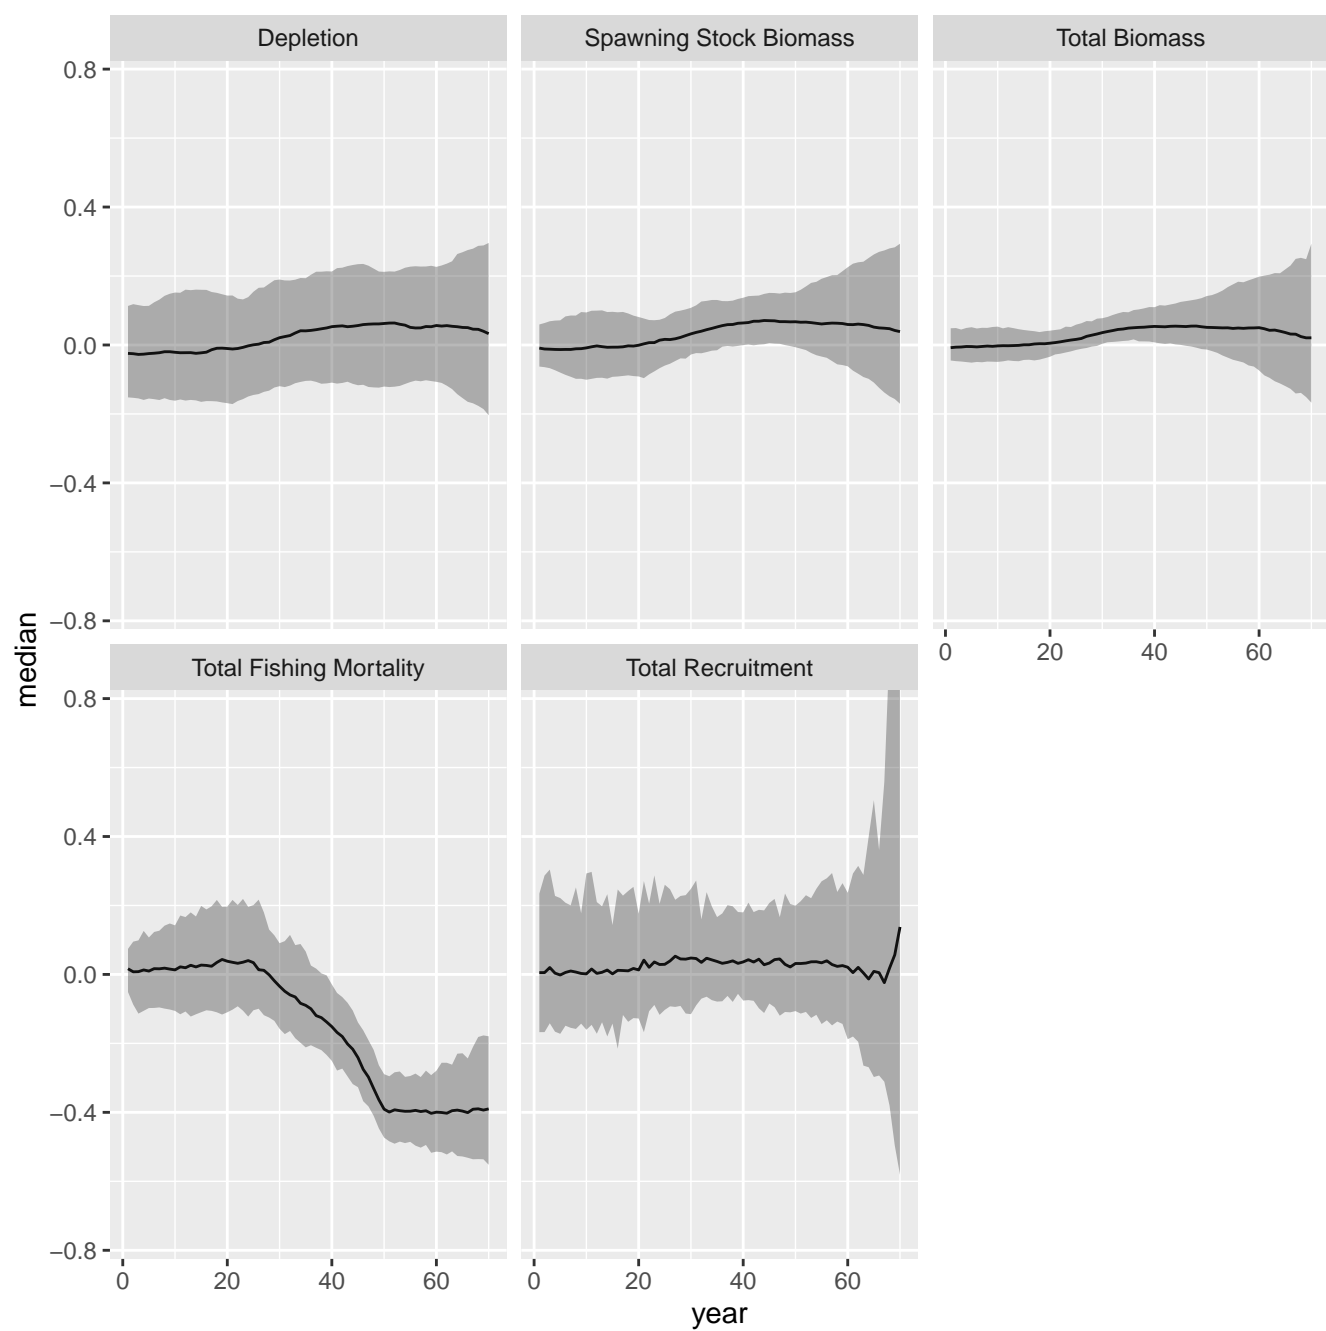 Depletion
Spawning Stock Biomass
Total Biomass
0.8
0.4
0.0
−0.4
−0.8
0 20 40 60
Total Fishing Mortality
Total Recruitment
0.8
0.4
0.0
−0.4
−0.8
0 20 40 60
0 20 40 60
year
median